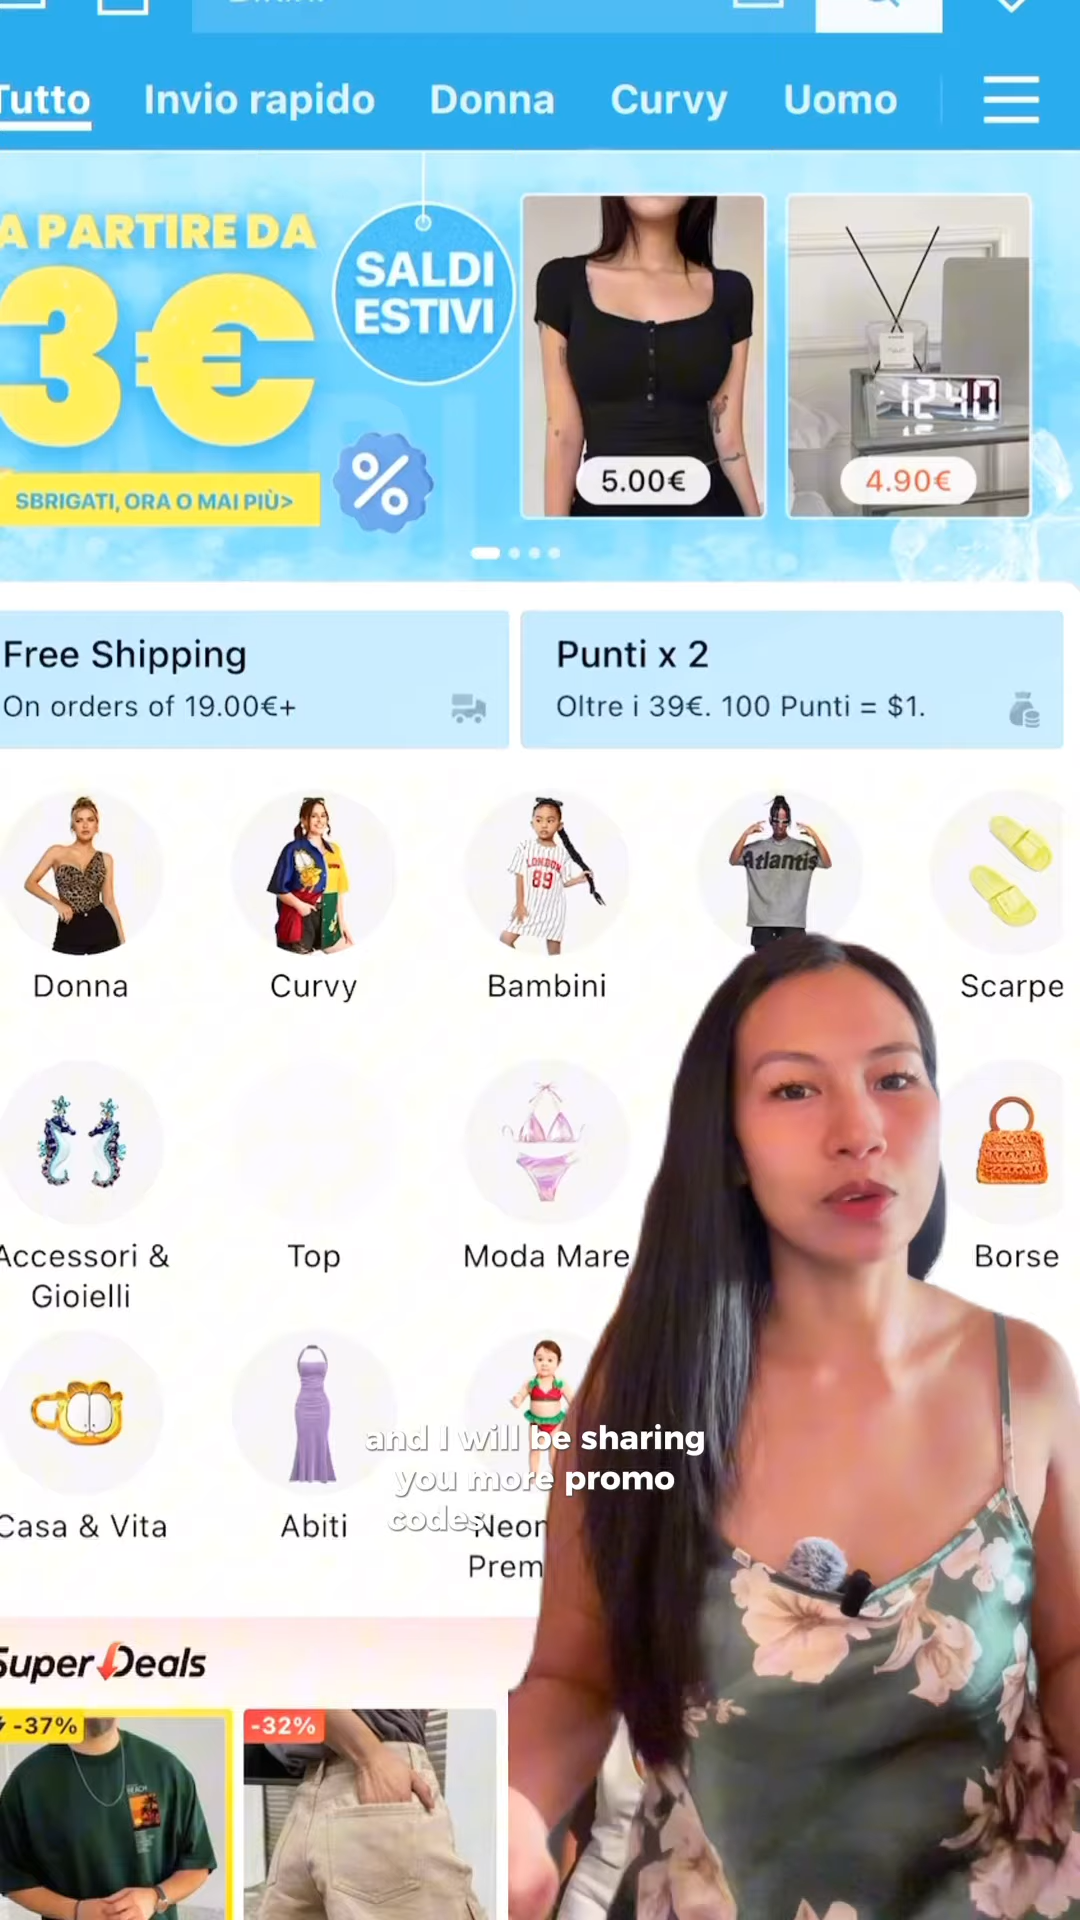 Tutto Invio rapido Donna Curvy Uomo
A PARTIRE DA
3€
SBRIGATI, ORA O MAI PIÙ>
SALDI
ESTIVI
%
5.00€
12:40
4.90€
Free Shipping
On orders of 19.00€+
Punti x 2
Oltre i 39€. 100 Punti = $1.
LONDON
89
Atlantis
Donna Curvy Bambini Scarpe
Accessori &
Gioielli
Top Moda Mare Borse
and I will be sharing
you more promo
codes
Casa & Vita Abiti Neon
Prem
Super Deals
-37%
-32%
BEACH